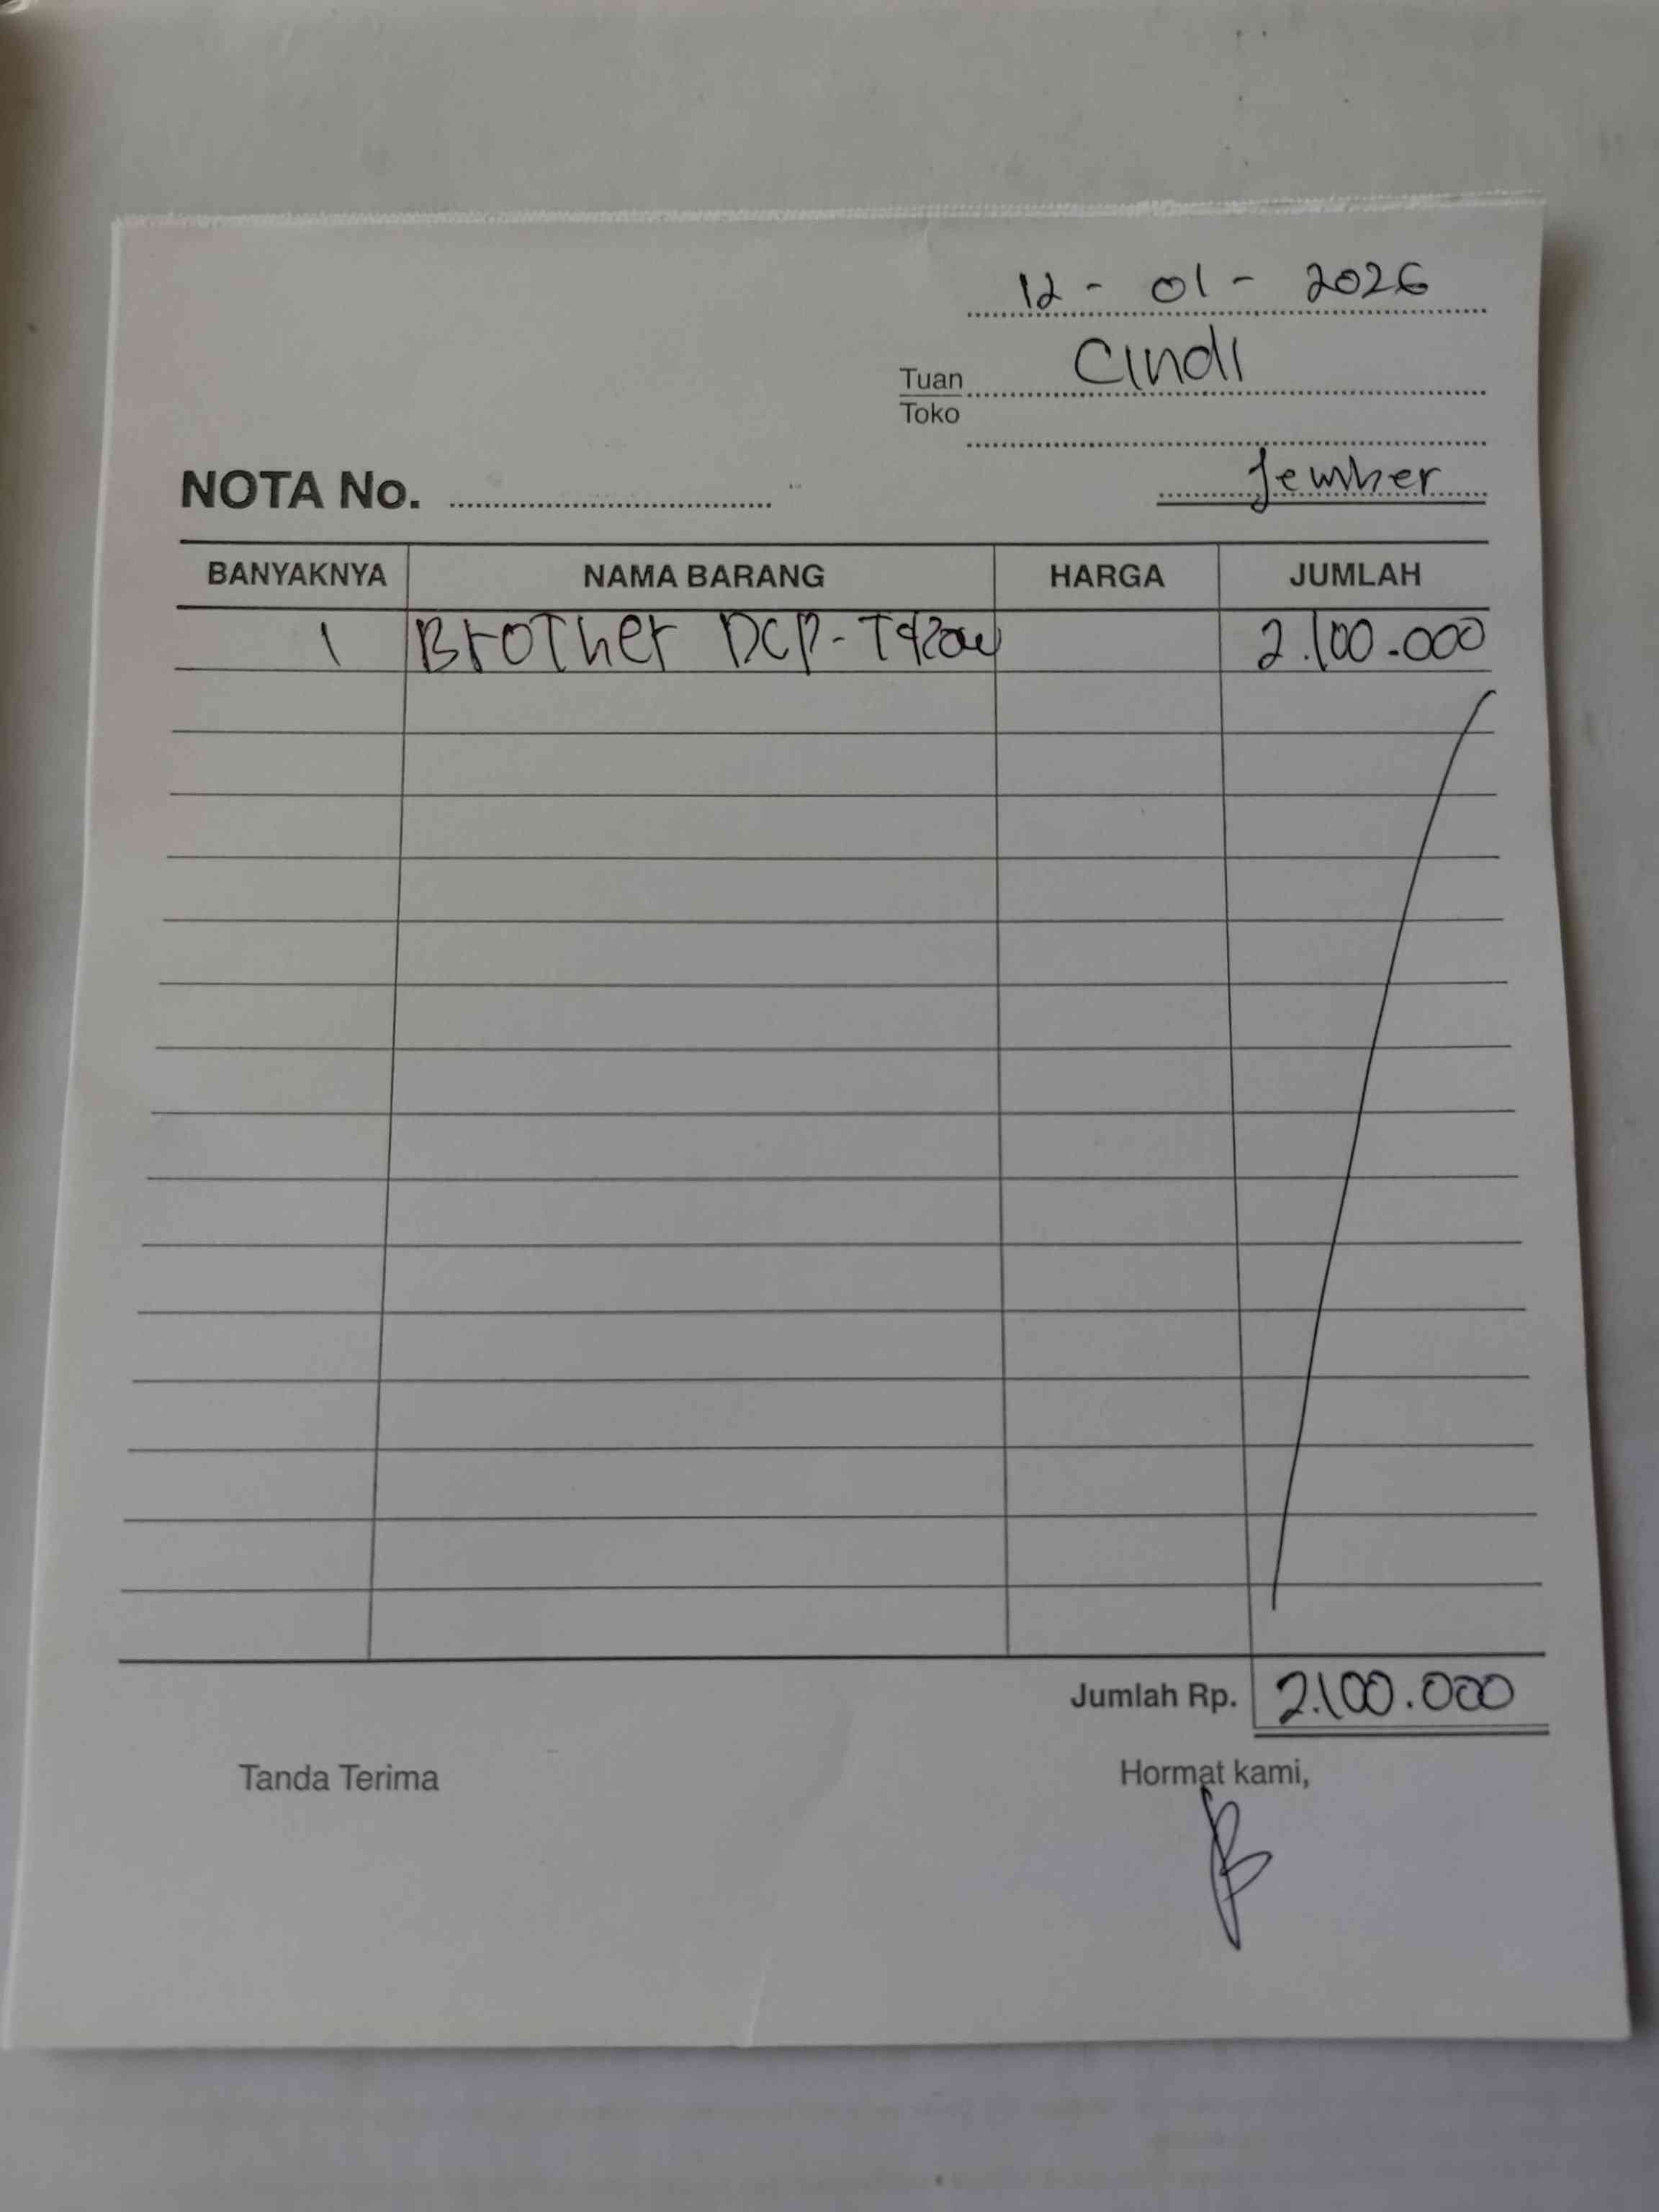 12 - 01 - 2026
Tuan Cindi
Toko
Jember
NOTA No.
BANYAKNYA NAMA BARANG HARGA JUMLAH
1 Brother DCP-T420W 2.100.000
Jumlah Rp. 2.100.000
Tanda Terima Hormat kami,